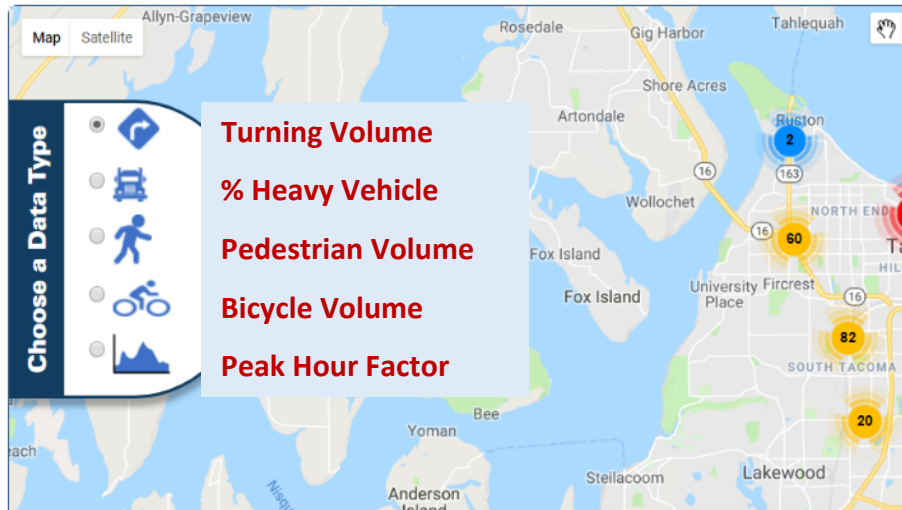 Allyn-Grapeview
Map
Satellite
Rosedale
Gig Harbor
Tahlequah
Shore Acres
Artondale
Ruston
2
16
163
Wollochet
NORTH END
16
60
Fox Island
University
Place
Fircrest
Fox Island
16
82
SOUTH TACOMA
20
Bee
Yoman
Steilacoom
Lakewood
Anderson
Island
Choose a Data Type
Turning Volume
% Heavy Vehicle
Pedestrian Volume
Bicycle Volume
Peak Hour Factor